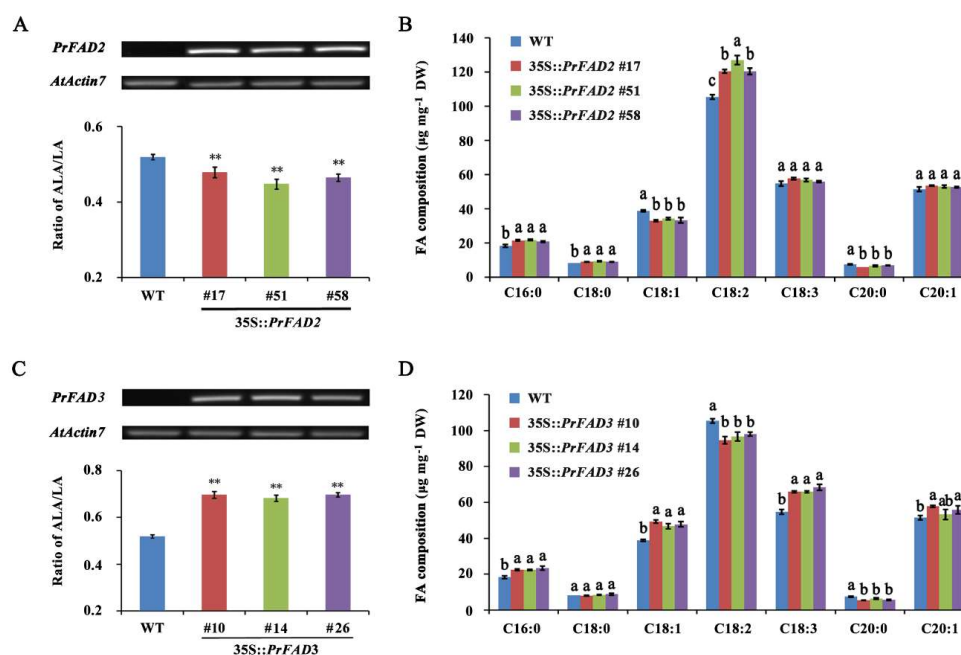 A
PrFAD2
AtActin7
0.6
0.4
0.2
Ratio of ALA/LA
**
**
**
WT #17 #51 #58
35S::PrFAD2
B
WT
35S::PrFAD2 #17
35S::PrFAD2 #51
35S::PrFAD2 #58
FA composition (μg mg-1 DW)
140
120
100
80
60
40
20
0
b a a a
b a a a
a b b b
c b a b
a a a a
a b b b
a a a a
C16:0 C18:0 C18:1 C18:2 C18:3 C20:0 C20:1
C
PrFAD3
AtActin7
0.8
0.6
0.4
0.2
Ratio of ALA/LA
**
**
**
WT #10 #14 #26
35S::PrFAD3
D
WT
35S::PrFAD3 #10
35S::PrFAD3 #14
35S::PrFAD3 #26
FA composition (μg mg-1 DW)
120
100
80
60
40
20
0
b a a a
a a a a
b a a a
a b b b
b a a a
a b b b
b a ab a
C16:0 C18:0 C18:1 C18:2 C18:3 C20:0 C20:1